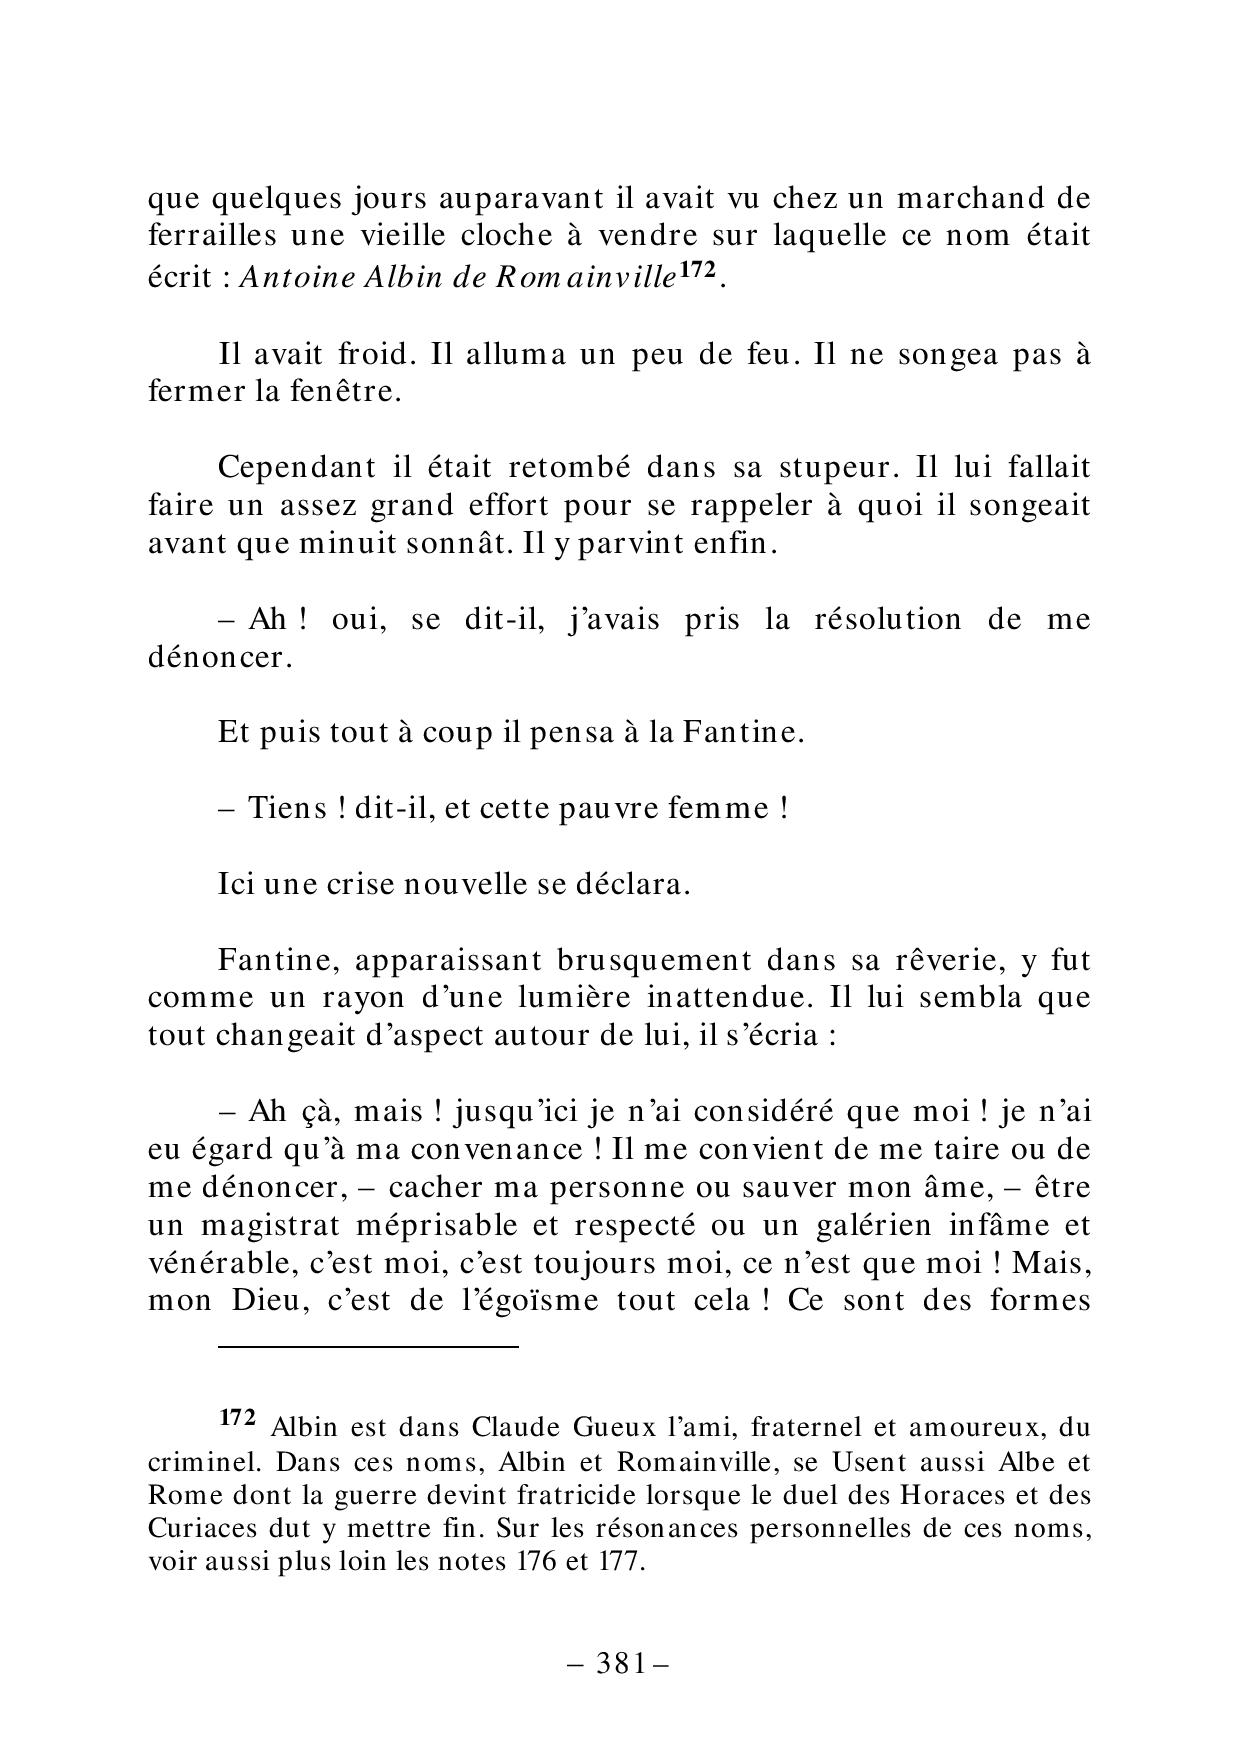 que quelques jours auparavant il avait vu chez un marchand de
ferrailles une vieille cloche à vendre sur laquelle ce nom était
écrit : Antoine Albin de Romainville172.
Il avait froid. Il alluma un peu de feu. Il ne songea pas à
fermer la fenêtre.
Cependant il était retombé dans sa stupeur. Il lui fallait
faire un assez grand effort pour se rappeler à quoi il songeait
avant que minuit sonnât. Il y parvint enfin.
– Ah ! oui, se dit-il, j’avais pris la résolution de me
dénoncer.
Et puis tout à coup il pensa à la Fantine.
– Tiens ! dit-il, et cette pauvre femme !
Ici une crise nouvelle se déclara.
Fantine, apparaissant brusquement dans sa rêverie, y fut
comme un rayon d’une lumière inattendue. Il lui sembla que
tout changeait d’aspect autour de lui, il s’écria :
– Ah çà, mais ! jusqu’ici je n’ai considéré que moi ! je n’ai
eu égard qu’à ma convenance ! Il me convient de me taire ou de
me dénoncer, – cacher ma personne ou sauver mon âme, – être
un magistrat méprisable et respecté ou un galérien infâme et
vénérable, c’est moi, c’est toujours moi, ce n’est que moi ! Mais,
mon Dieu, c’est de l’égoïsme tout cela ! Ce sont des formes
172 Albin est dans Claude Gueux l’ami, fraternel et amoureux, du
criminel. Dans ces noms, Albin et Romainville, se Usent aussi Albe et
Rome dont la guerre devint fratricide lorsque le duel des Horaces et des
Curiaces dut y mettre fin. Sur les résonances personnelles de ces noms,
voir aussi plus loin les notes 176 et 177.
– 381 –